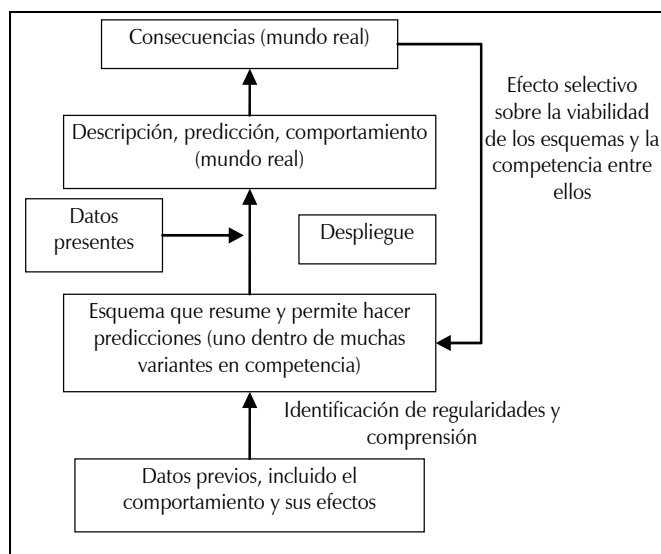 Consecuencias (mundo real)
Efecto selectivo
sobre la viabilidad
de los esquemas y la
competencia entre
ellos
Descripción, predicción, comportamiento
(mundo real)
Datos
presentes
Despliegue
Esquema que resume y permite hacer
predicciones (uno dentro de muchas
variantes en competencia)
Identificación de regularidades y
comprensión
Datos previos, incluido el
comportamiento y sus efectos